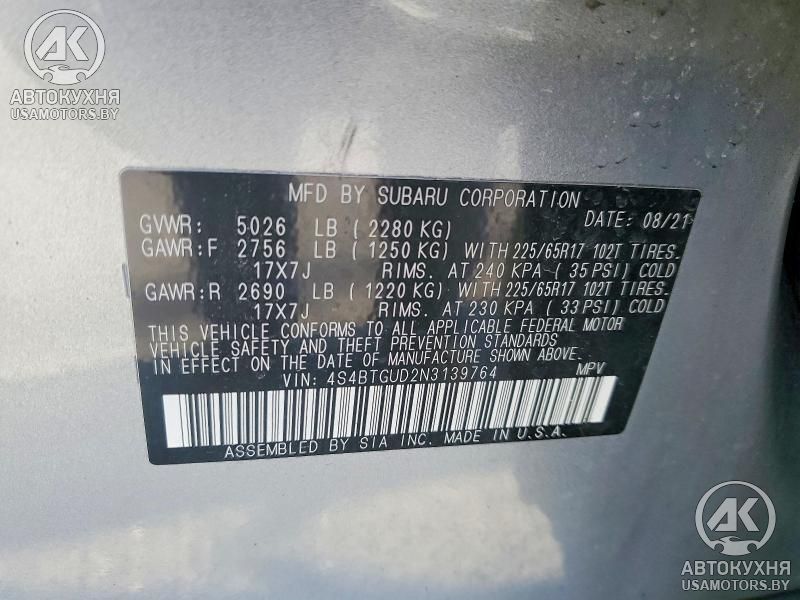 AK
АВТОКУХНЯ
USAMOTORS.BY
MFD BY SUBARU CORPORATION
GVWR: 5026 LB ( 2280 KG) DATE: 08/21
GAWR:F 2756 LB ( 1250 KG) WITH 225/65R17 102T TIRES.
17X7J RIMS. AT 240 KPA ( 35 PSI) COLD
GAWR:R 2690 LB ( 1220 KG) WITH 225/65R17 102T TIRES.
17X7J RIMS. AT 230 KPA ( 33 PSI) COLD
THIS VEHICLE CONFORMS TO ALL APPLICABLE FEDERAL MOTOR
VEHICLE SAFETY AND THEFT PREVENTION STANDARDS
IN EFFECT ON THE DATE OF MANUFACTURE SHOWN ABOVE.
VIN: 4S4BTGUD2N3139764 MPV
ASSEMBLED BY SIA INC. MADE IN U.S.A.
AK
АВТОКУХНЯ
USAMOTORS.BY